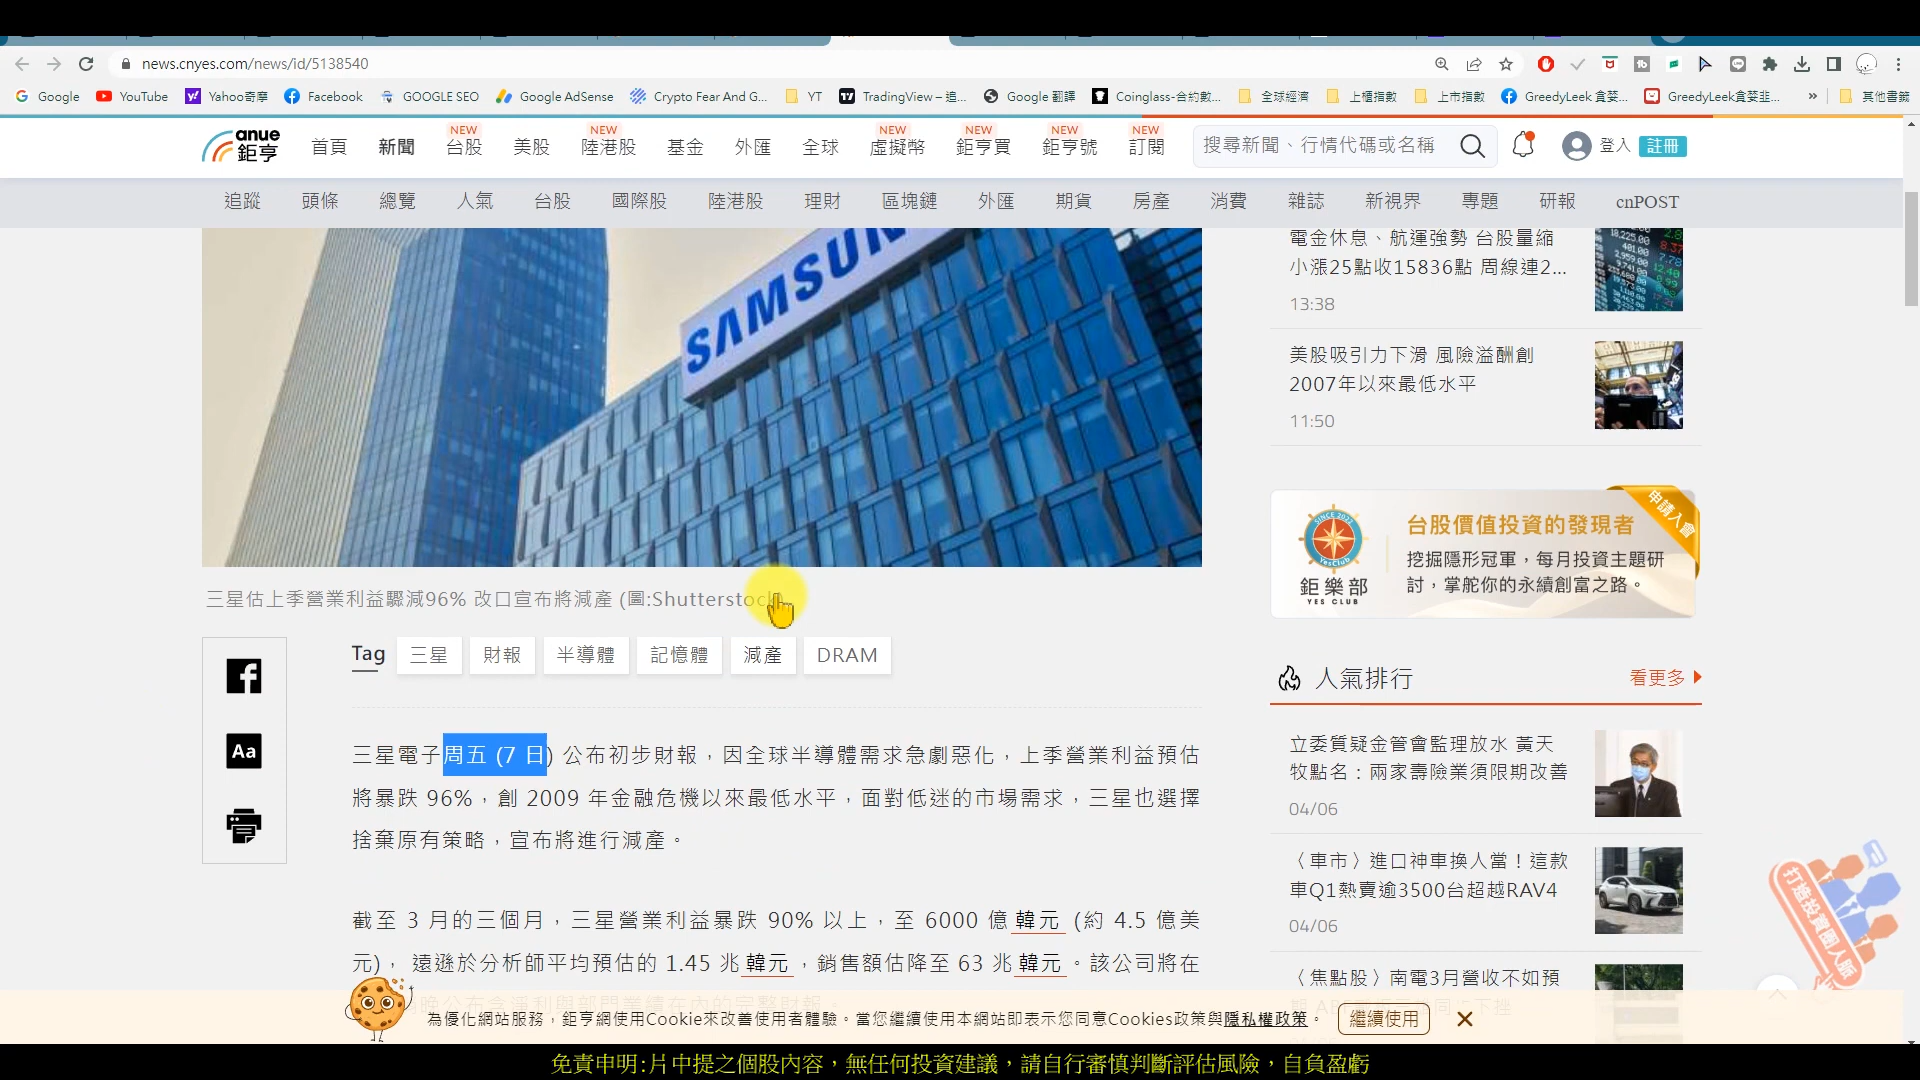 news.cnyes.com/news/id/5138540
Google YouTube Yahoo奇摩 Facebook GOOGLE SEO Google AdSense Crypto Fear And G... YT TradingView – 追... Google 翻譯 Coinglass-合約數... 全球經濟 上櫃指數 上市指數 GreedyLeek 貪婪... GreedyLeek貪婪韭... » 其他書籤
anue
鉅亨
NEW NEW NEW NEW NEW NEW
首頁 新聞 台股 美股 陸港股 基金 外匯 全球 虛擬幣 鉅亨買 鉅亨號 訂閱 搜尋新聞、行情代碼或名稱 登入 註冊
追蹤 頭條 總覽 人氣 台股 國際股 陸港股 理財 區塊鏈 外匯 期貨 房產 消費 雜誌 新視界 專題 研報 cnPOST
SAMSUN
三星估上季營業利益驟減96% 改口宣布將減產 (圖:Shutterstock)
Tag 三星 財報 半導體 記憶體 減產 DRAM
Aa
三星電子周五 (7 日) 公布初步財報，因全球半導體需求急劇惡化，上季營業利益預估
將暴跌 96%，創 2009 年金融危機以來最低水平，面對低迷的市場需求，三星也選擇
捨棄原有策略，宣布將進行減產。
截至 3 月的三個月，三星營業利益暴跌 90% 以上，至 6000 億韓元 (約 4.5 億美
元)，遠遜於分析師平均預估的 1.45 兆韓元，銷售額估降至 63 兆韓元。該公司將在
電金休息、航運強勢 台股量縮
小漲25點收15836點 周線連2...
13:38
美股吸引力下滑 風險溢酬創
2007年以來最低水平
11:50
SINCE 2022
YesClub
鉅樂部
YES CLUB
台股價值投資的發現者
挖掘隱形冠軍，每月投資主題研
討，掌舵你的永續創富之路。
申請入會
人氣排行 看更多
立委質疑金管會監理放水 黃天
牧點名：兩家壽險業須限期改善
04/06
〈車市〉進口神車換人當！這款
車Q1熱賣逾3500台超越RAV4
04/06
〈焦點股〉南電3月營收不如預
打造投資圈人脈
為優化網站服務，鉅亨網使用Cookie來改善使用者體驗。當您繼續使用本網站即表示您同意Cookies政策與隱私權政策。 繼續使用
免責申明:片中提之個股內容，無任何投資建議，請自行審慎判斷評估風險，自負盈虧